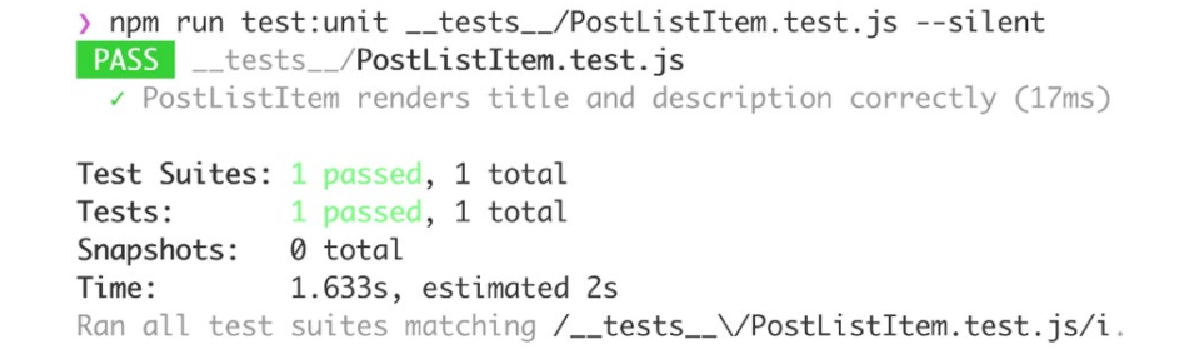 ❯ npm run test:unit __tests__/PostListItem.test.js --silent
PASS __tests__/PostListItem.test.js
✓ PostListItem renders title and description correctly (17ms)
Test Suites: 1 passed, 1 total
Tests: 1 passed, 1 total
Snapshots: 0 total
Time: 1.633s, estimated 2s
Ran all test suites matching /__tests__\/PostListItem.test.js/i.